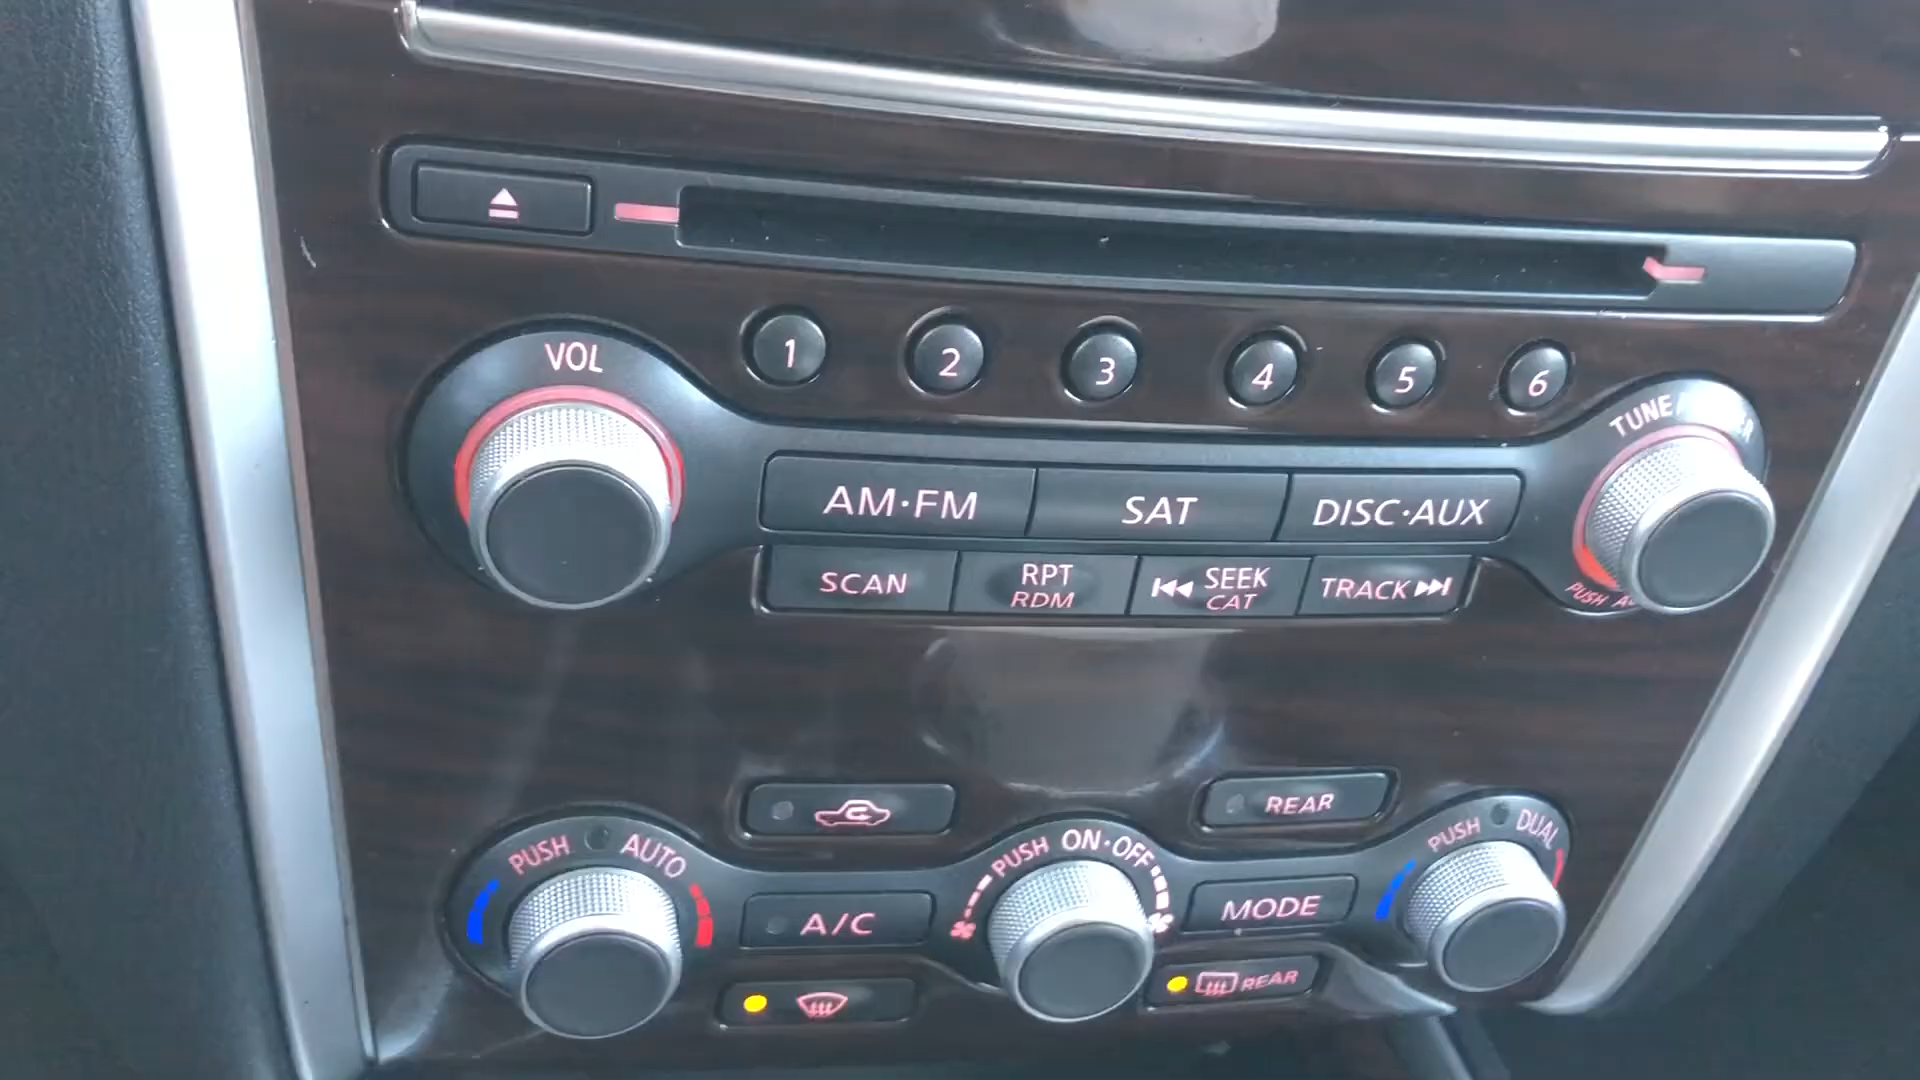 VOL
1 2 3 4 5 6
TUNE
AM·FM SAT DISC·AUX
SCAN RPT RDM SEEK CAT TRACK
PUSH
REAR
PUSH AUTO
PUSH ON·OFF
PUSH DUAL
A/C
MODE
REAR